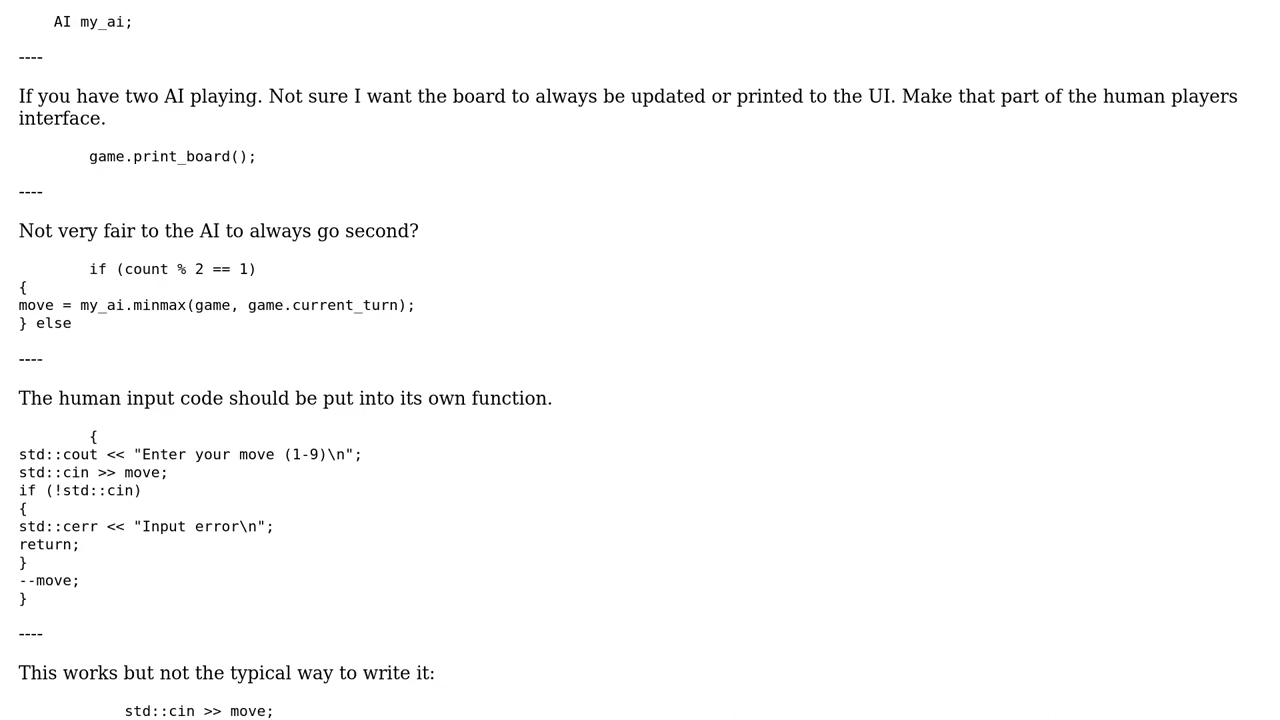 AI my_ai;
----
If you have two AI playing. Not sure I want the board to always be updated or printed to the UI. Make that part of the human players
interface.
        game.print_board();
----
Not very fair to the AI to always go second?
        if (count % 2 == 1)
{
move = my_ai.minmax(game, game.current_turn);
} else
----
The human input code should be put into its own function.
        {
std::cout << "Enter your move (1-9)\n";
std::cin >> move;
if (!std::cin)
{
std::cerr << "Input error\n";
return;
}
--move;
}
----
This works but not the typical way to write it:
            std::cin >> move;